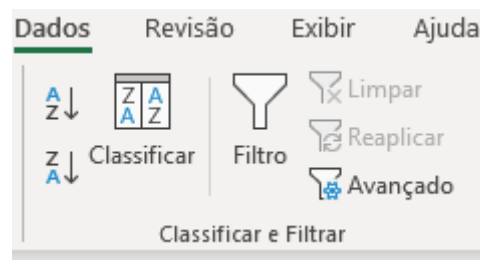 Dados Revisão Exibir Ajuda
A Z
Z A
Z A A Z
Classificar
Filtro
Limpar
Reaplicar
Avançado
Classificar e Filtrar